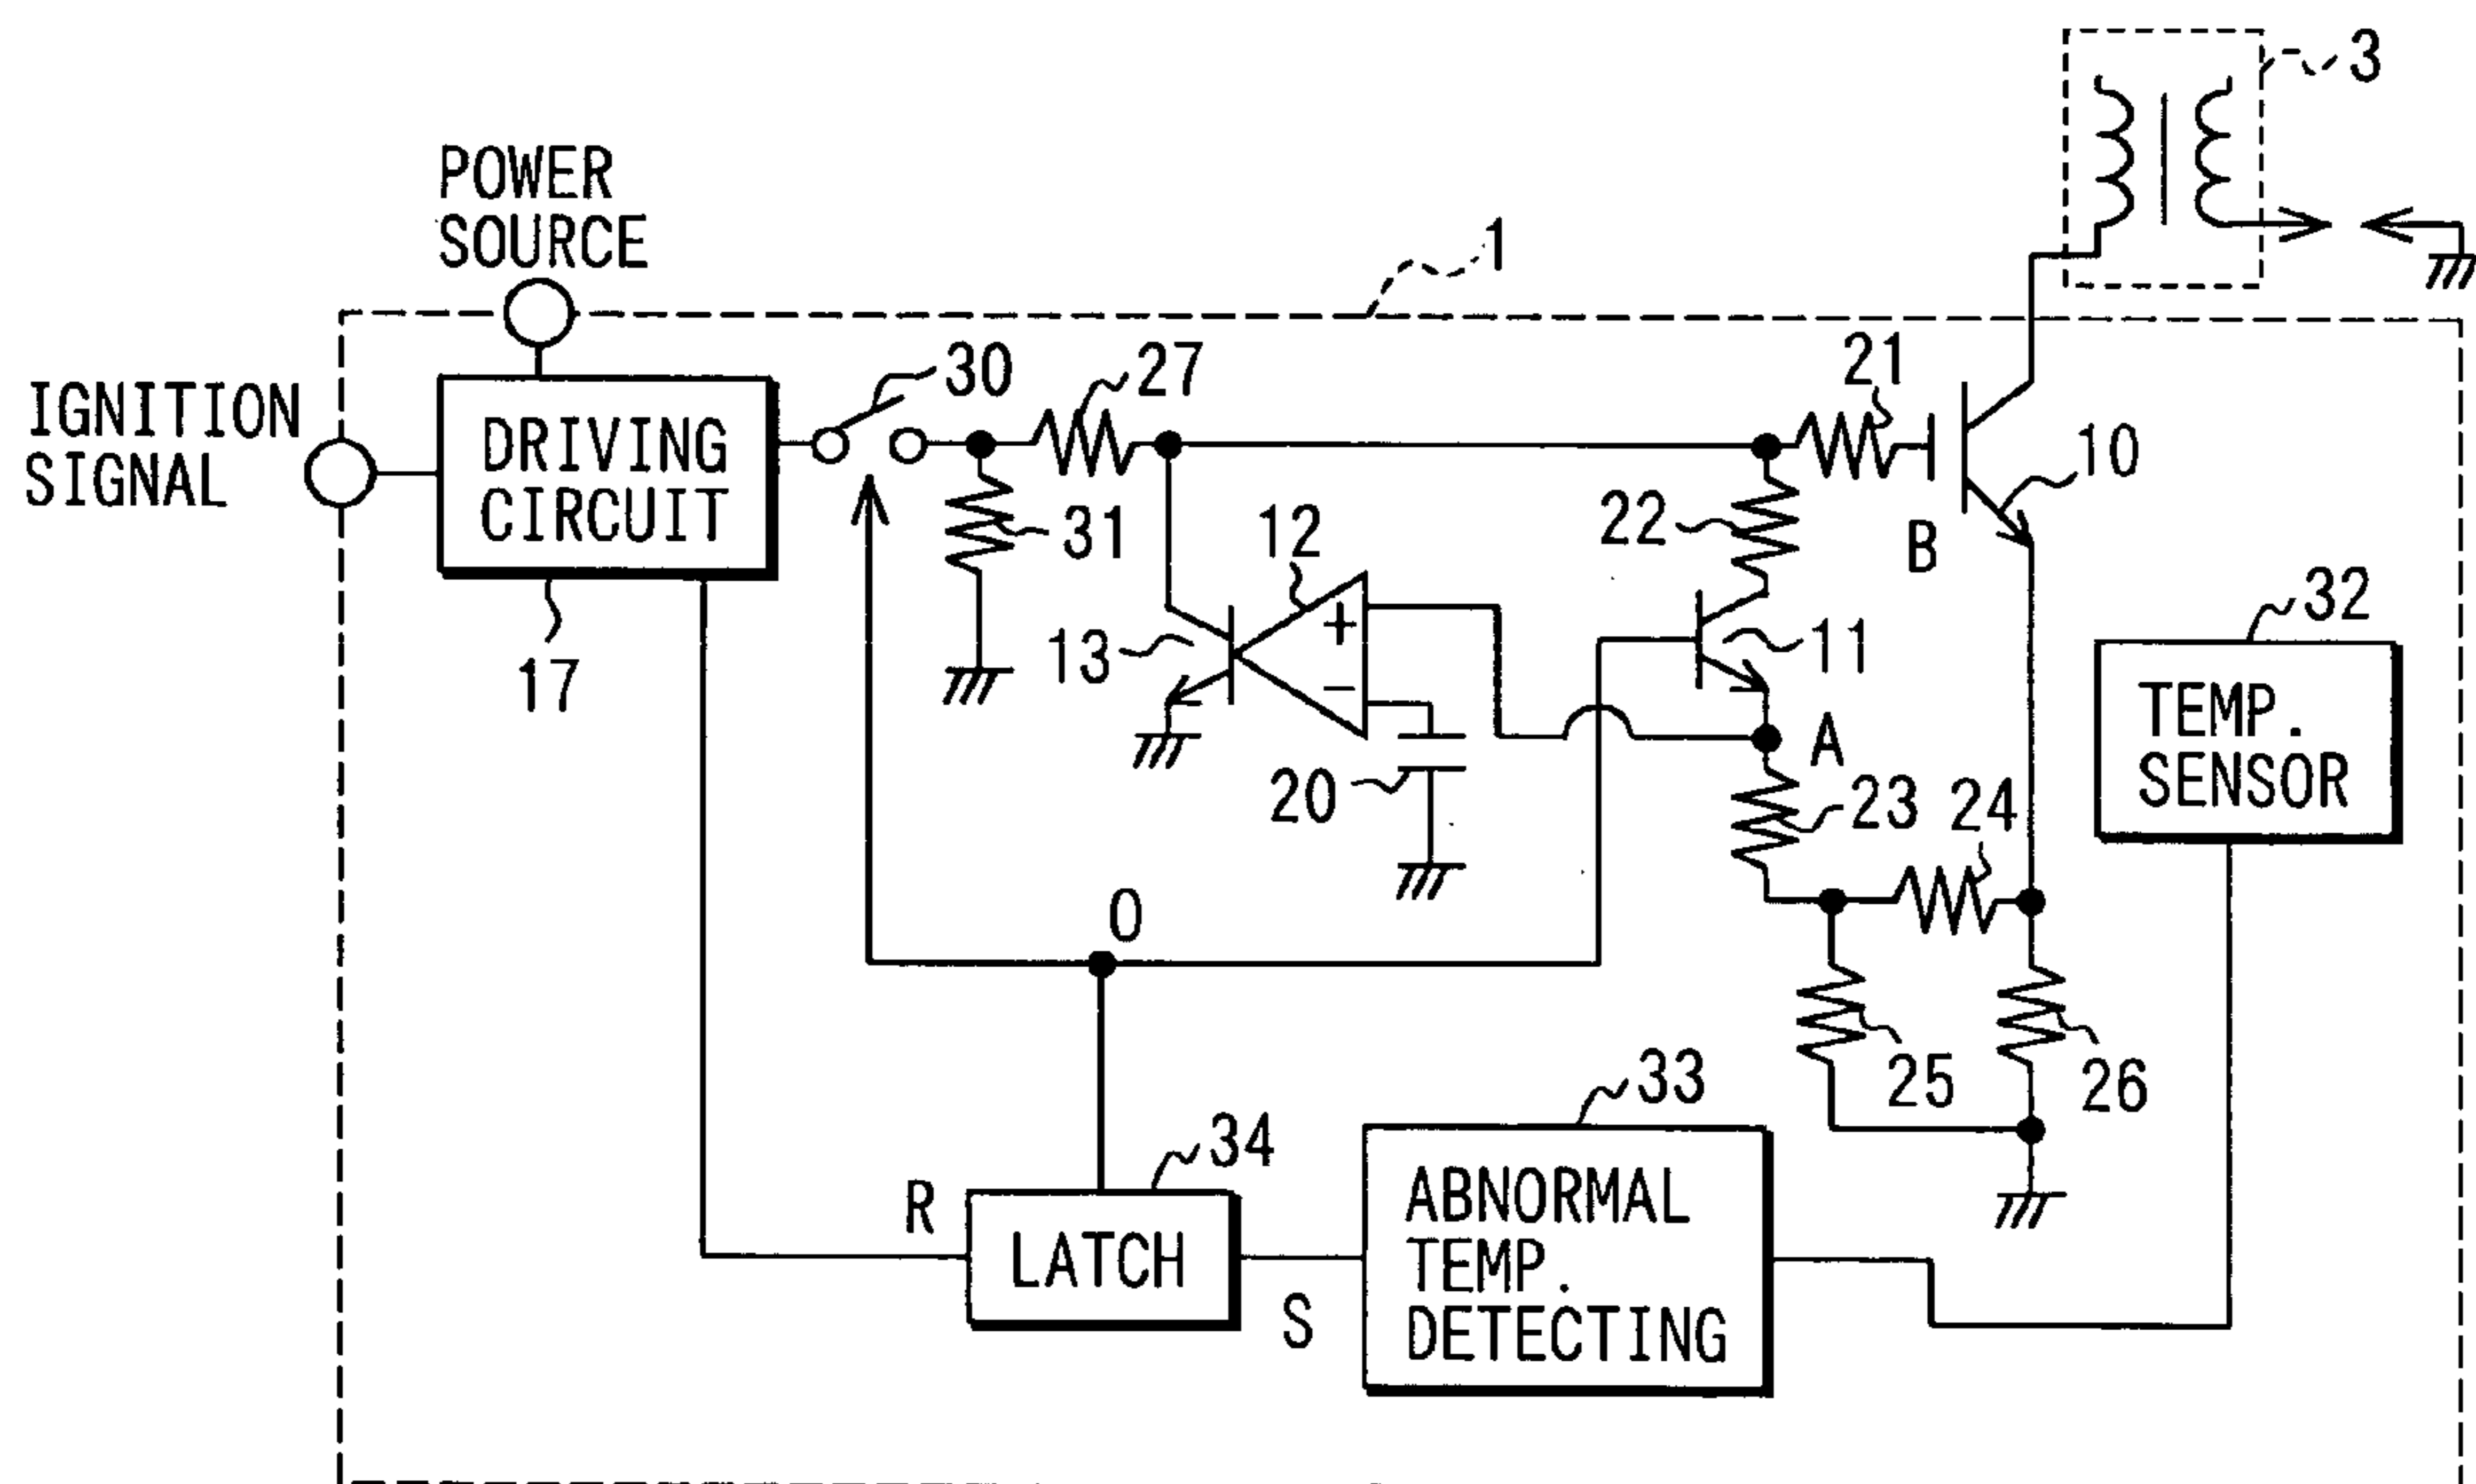 3
POWER
SOURCE
1
IGNITION
SIGNAL
DRIVING
CIRCUIT
30
27
21
10
31
12
22
B
17
13
+
−
11
32
TEMP.
SENSOR
A
20
23
24
O
25
26
33
34
R
LATCH
S
ABNORMAL
TEMP.
DETECTING